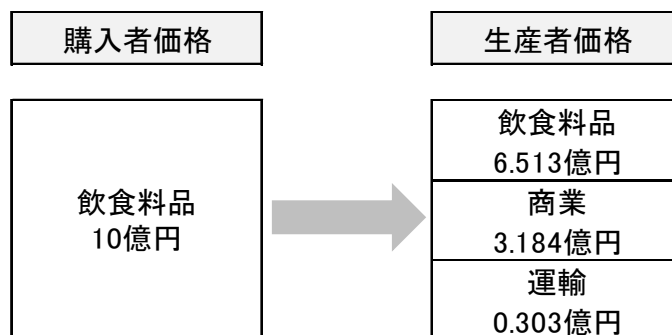 購入者価格
生産者価格
飲食料品
10億円
飲食料品
6.513億円
商業
3.184億円
運輸
0.303億円